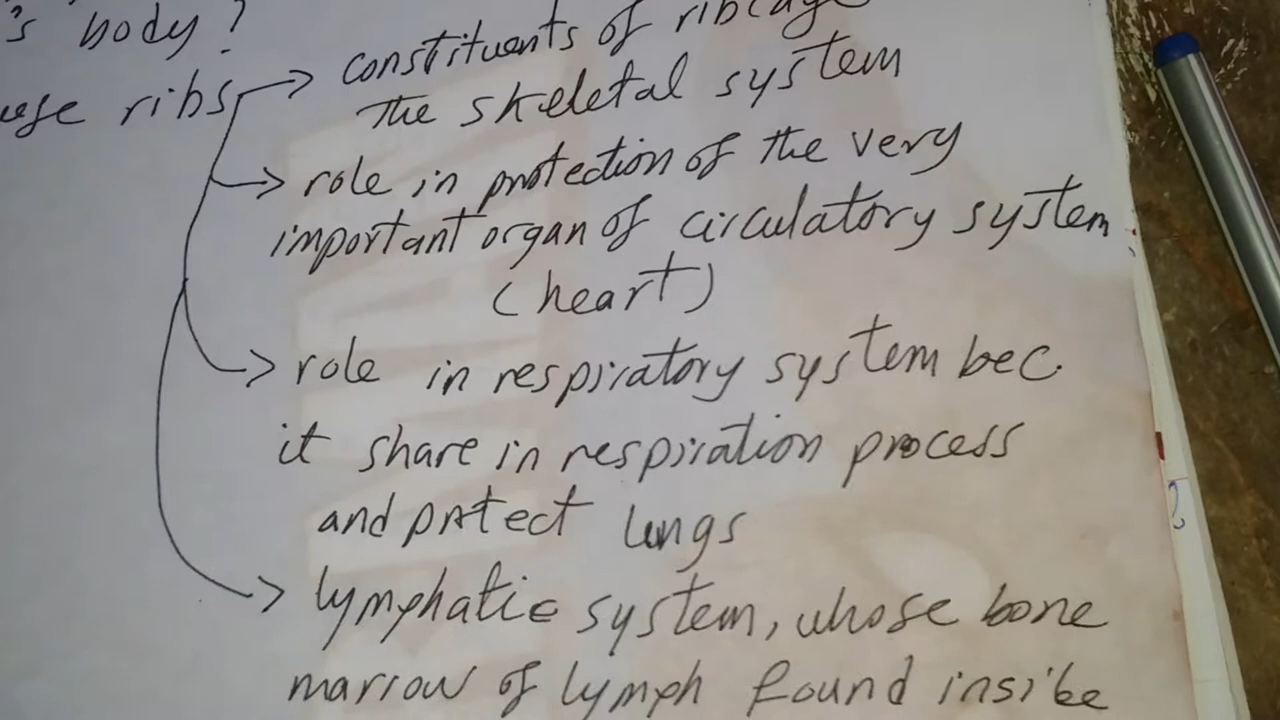 's body?
constituents of ribcage
ribs
the skeletal system
role in protection of the very
important organ of circulatory system
(heart)
role in respiratory system bec.
it share in respiration process
and protect lungs
lymphatic system, whose bone
marrow of lymph found insibe